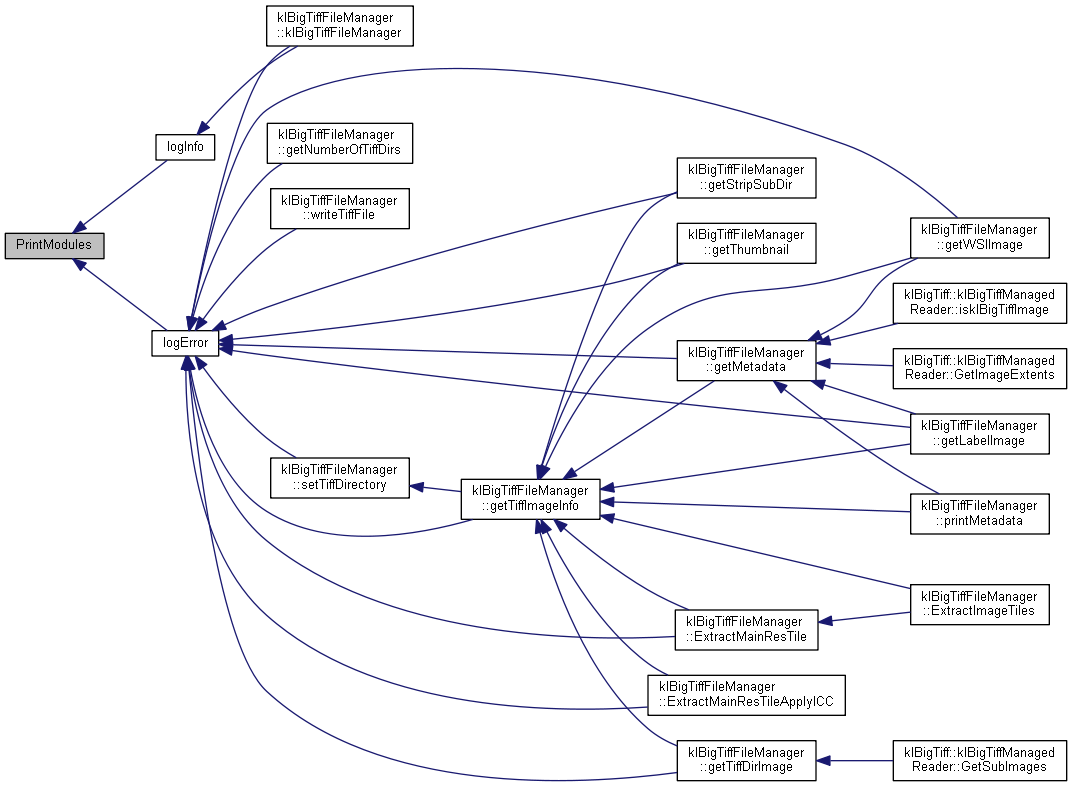 klBigTiffFileManager
::klBigTiffFileManager
logInfo
klBigTiffFileManager
::getNumberOfTiffDirs
klBigTiffFileManager
::getStripSubDir
klBigTiffFileManager
::writeTiffFile
PrintModules
klBigTiffFileManager
::getThumbnail
klBigTiffFileManager
::getWSIImage
klBigTiff::klBigTiffManaged
Reader::isklBigTiffImage
logError
klBigTiffFileManager
::getMetadata
klBigTiff::klBigTiffManaged
Reader::GetImageExtents
klBigTiffFileManager
::getLabelImage
klBigTiffFileManager
::setTiffDirectory
klBigTiffFileManager
::getTiffImageInfo
klBigTiffFileManager
::printMetadata
klBigTiffFileManager
::ExtractImageTiles
klBigTiffFileManager
::ExtractMainResTile
klBigTiffFileManager
::ExtractMainResTileApplyICC
klBigTiffFileManager
::getTiffDirImage
klBigTiff::klBigTiffManaged
Reader::GetSubImages